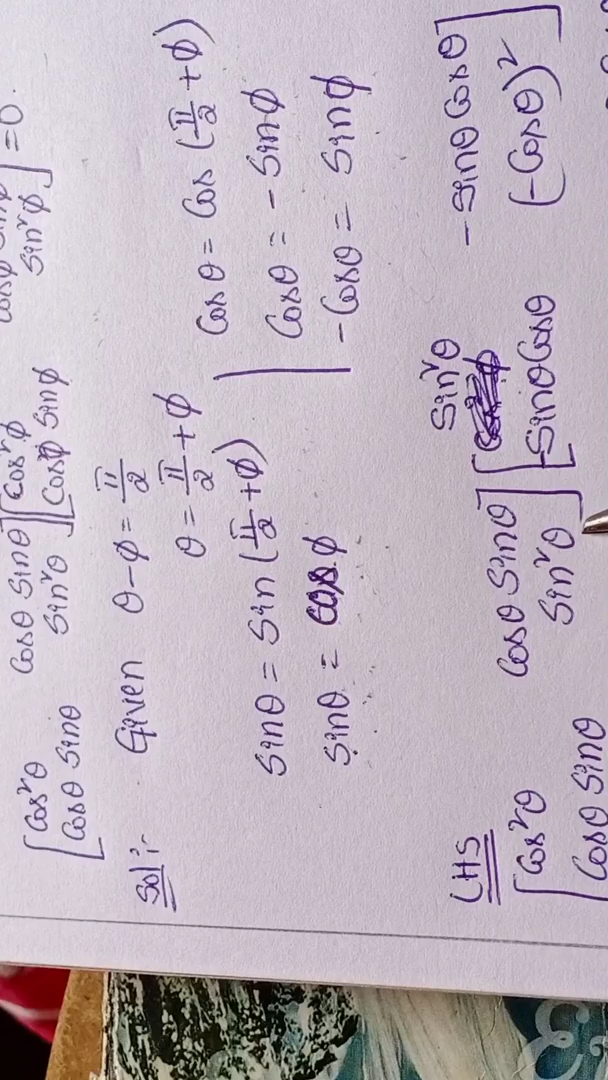 [cos²θ cosθ sinθ][cos²φ
cosθ sinθ sin²θ][cosφ sinφ sin²φ] = 0.
Sol:- Given θ-φ = π/2
θ = π/2 + φ
sinθ = sin(π/2 + φ)
sinθ = cosφ
cosθ = cos(π/2 + φ)
cosθ = -sinφ
-cosθ = sinφ
LHS
[cos²θ cosθ sinθ][sin²θ -sinθ cosθ]
[cosθ sinθ sin²θ][-sinθ cosθ (-cosθ)²]